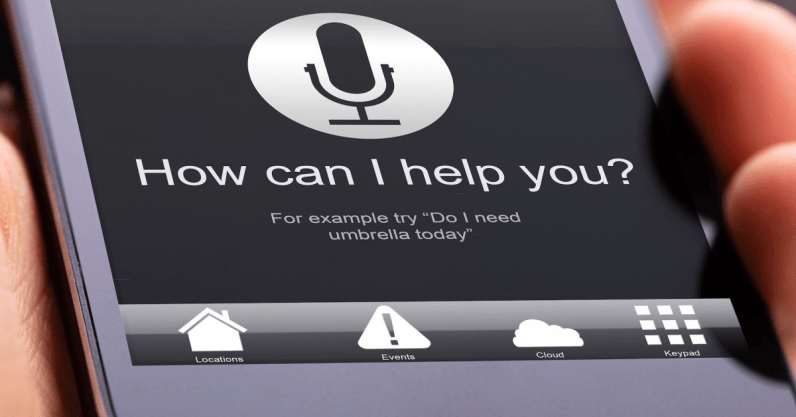 How can I help you?
For example try “Do I need
umbrella today”
Locations
Events
Cloud
Keypad